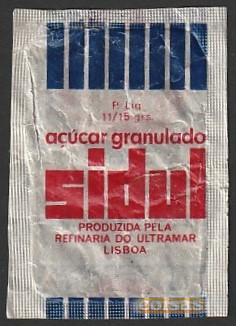 P. Liq.
11/15 grs.
açúcar granulado
sidul
PRODUZIDA PELA
REFINARIA DO ULTRAMAR
LISBOA